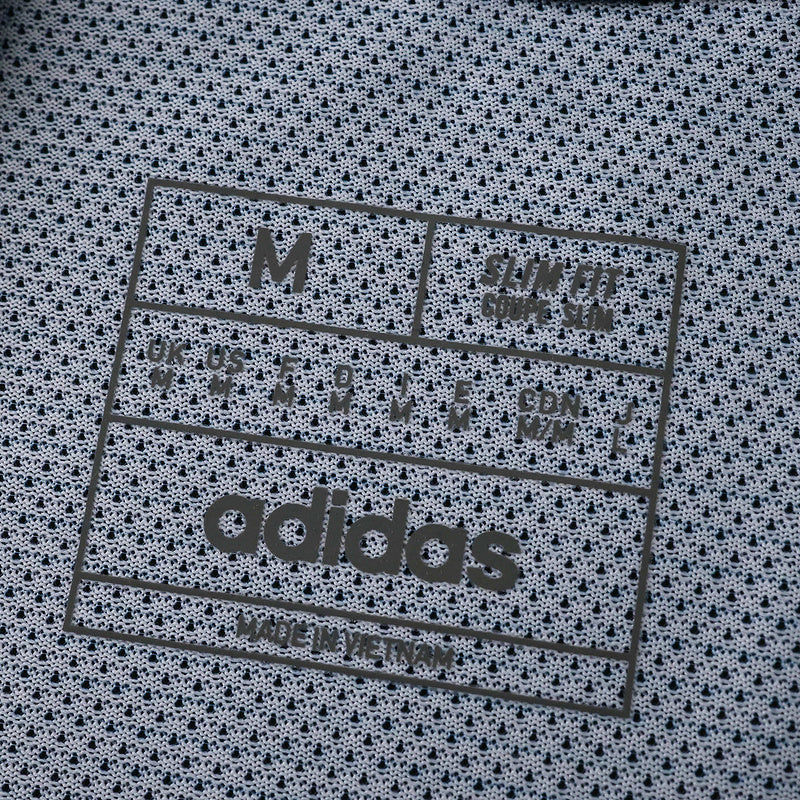 M
SLIM FIT
COUPE SLIM
UK US F D I E CDN J
M M M M M M M/M L
adidas
MADE IN VIETNAM